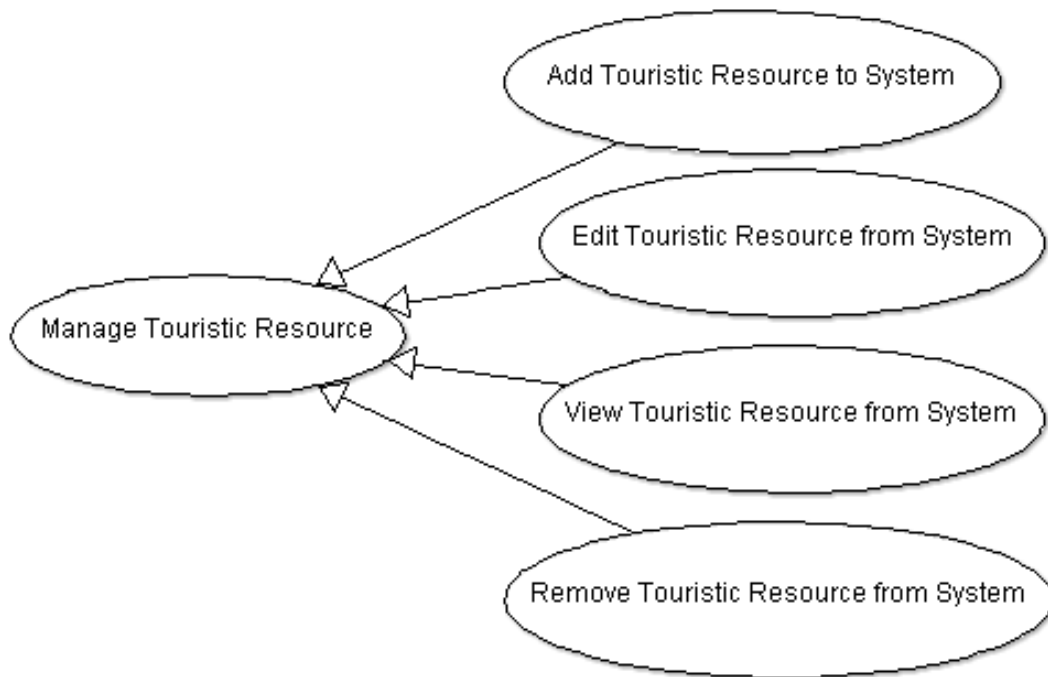 Add Touristic Resource to System
Edit Touristic Resource from System
Manage Touristic Resource
View Touristic Resource from System
Remove Touristic Resource from System